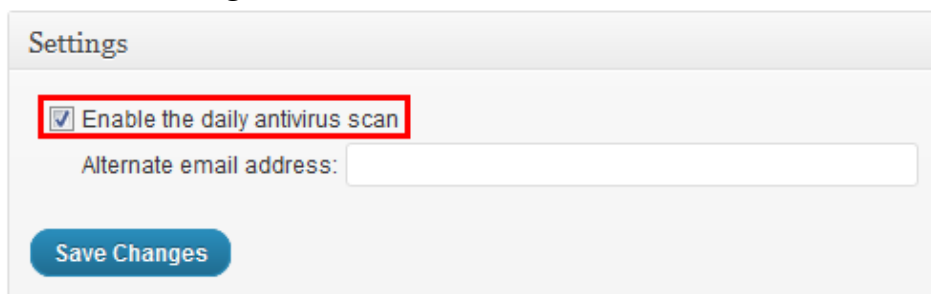 Settings
Enable the daily antivirus scan
Alternate email address:
Save Changes